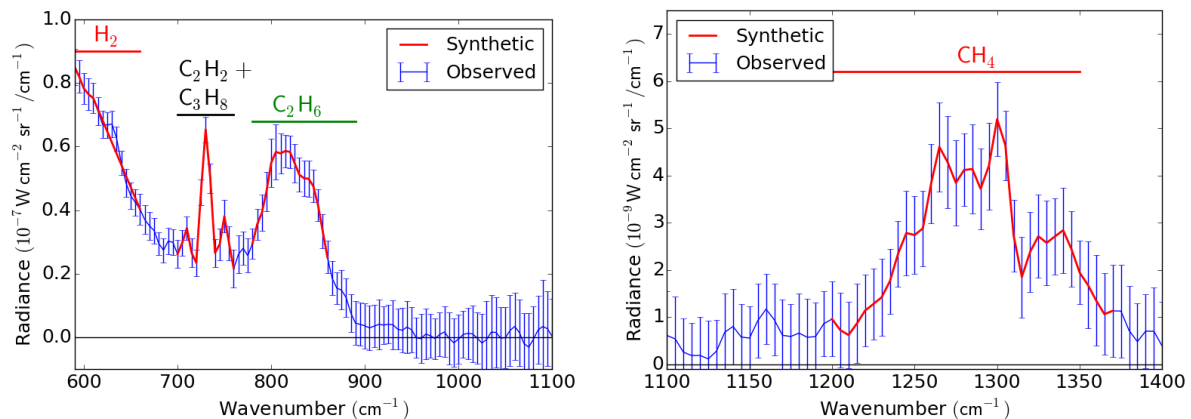 H₂
C₂H₂ +
C₃H₈
C₂H₆
Synthetic
Observed
Radiance (10⁻⁷ W cm⁻² sr⁻¹ /cm⁻¹)
1.0
0.8
0.6
0.4
0.2
0.0
600 700 800 900 1000 1100
Wavenumber (cm⁻¹)
Synthetic
Observed
CH₄
Radiance (10⁻⁹ W cm⁻² sr⁻¹ /cm⁻¹)
7
6
5
4
3
2
1
0
1100 1150 1200 1250 1300 1350 1400
Wavenumber (cm⁻¹)